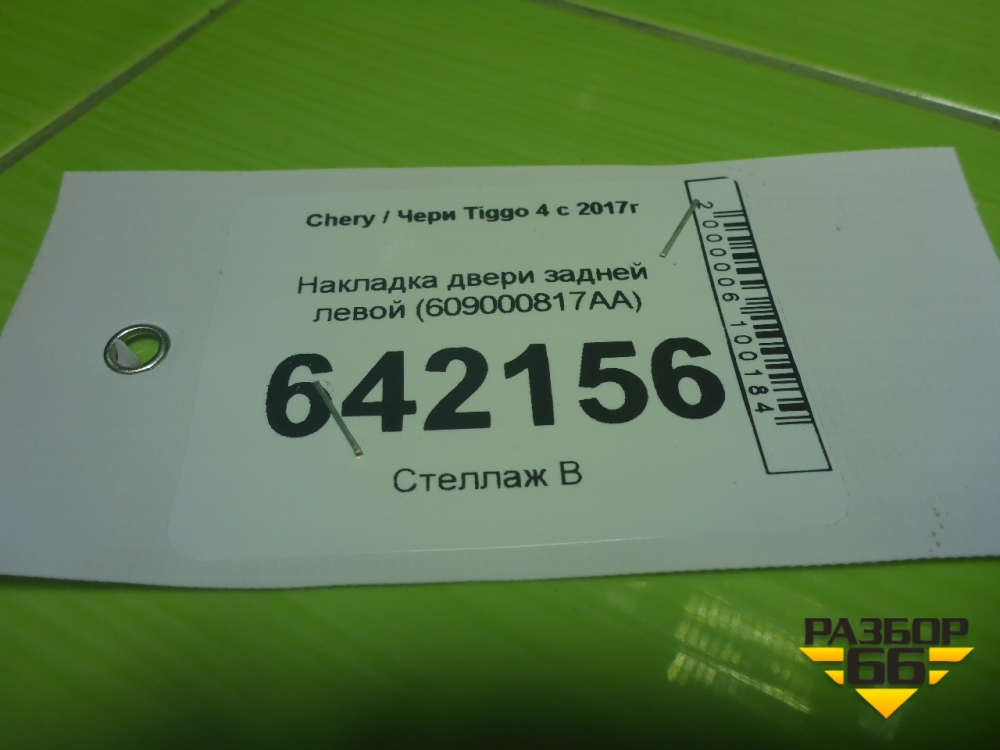 Chery / Чери Tiggo 4 с 2017г
Накладка двери задней
левой (609000817AA)
642156
Стеллаж В
2000006100184
РАЗБОР
66